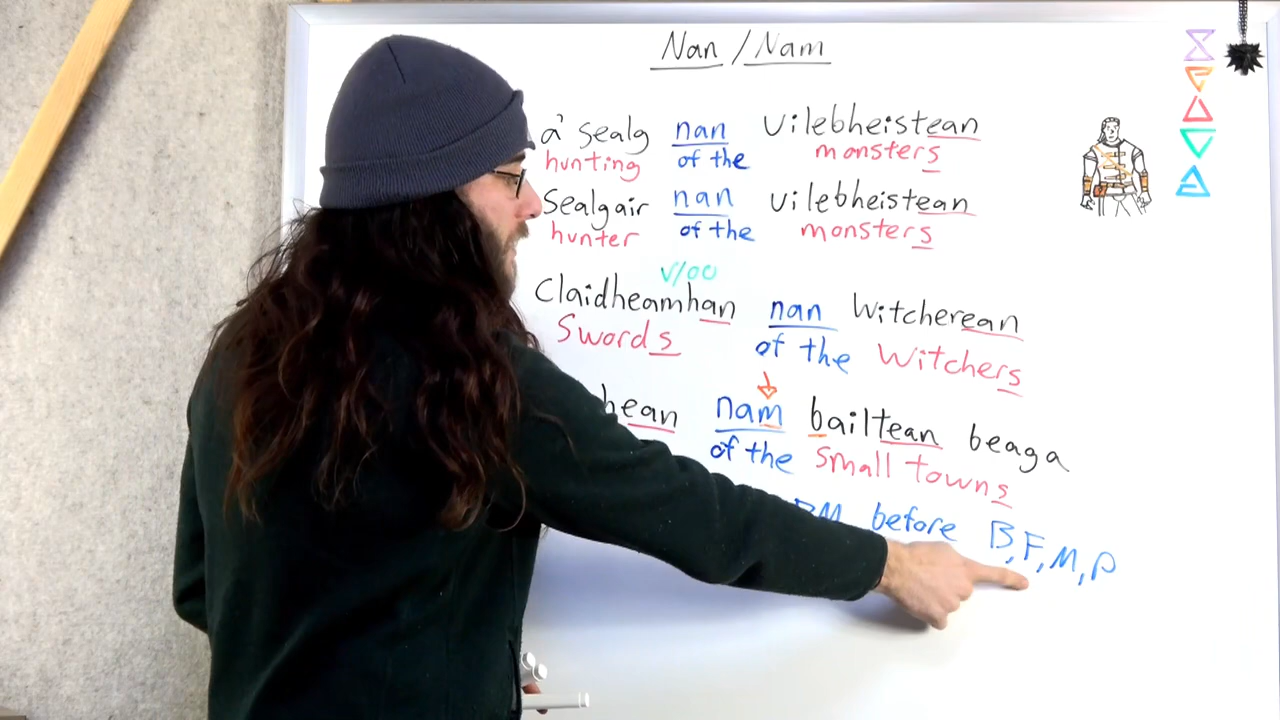 Nan / Nam
a' sealg nan uilebheistean
hunting of the monsters
Sealgair nan uilebheistean
hunter of the monsters
v/oo
Claidheamhan nan Witcherean
Swords of the Witchers
nam bailtean beaga
of the small towns
before B, F, M, P